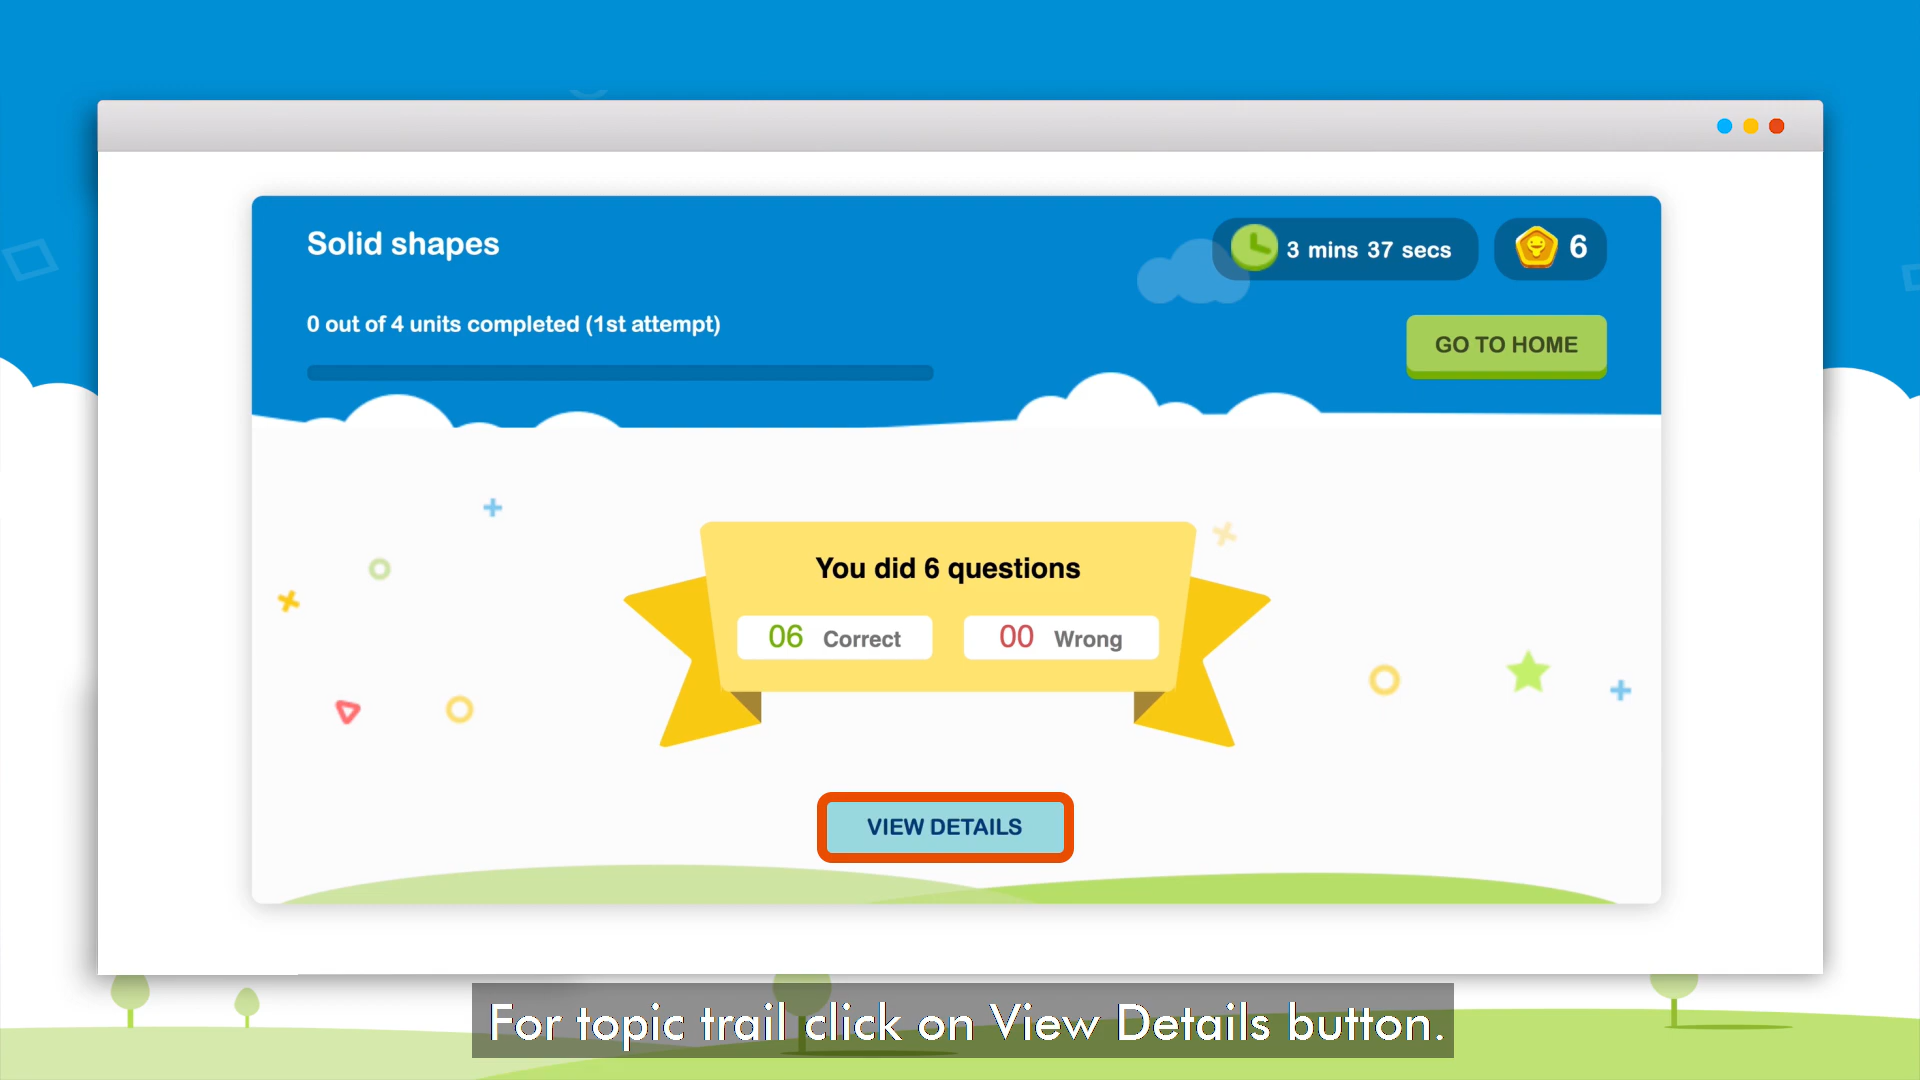 Solid shapes
3 mins 37 secs
6
0 out of 4 units completed (1st attempt)
GO TO HOME
You did 6 questions
06 Correct
00 Wrong
VIEW DETAILS
For topic trail click on View Details button.